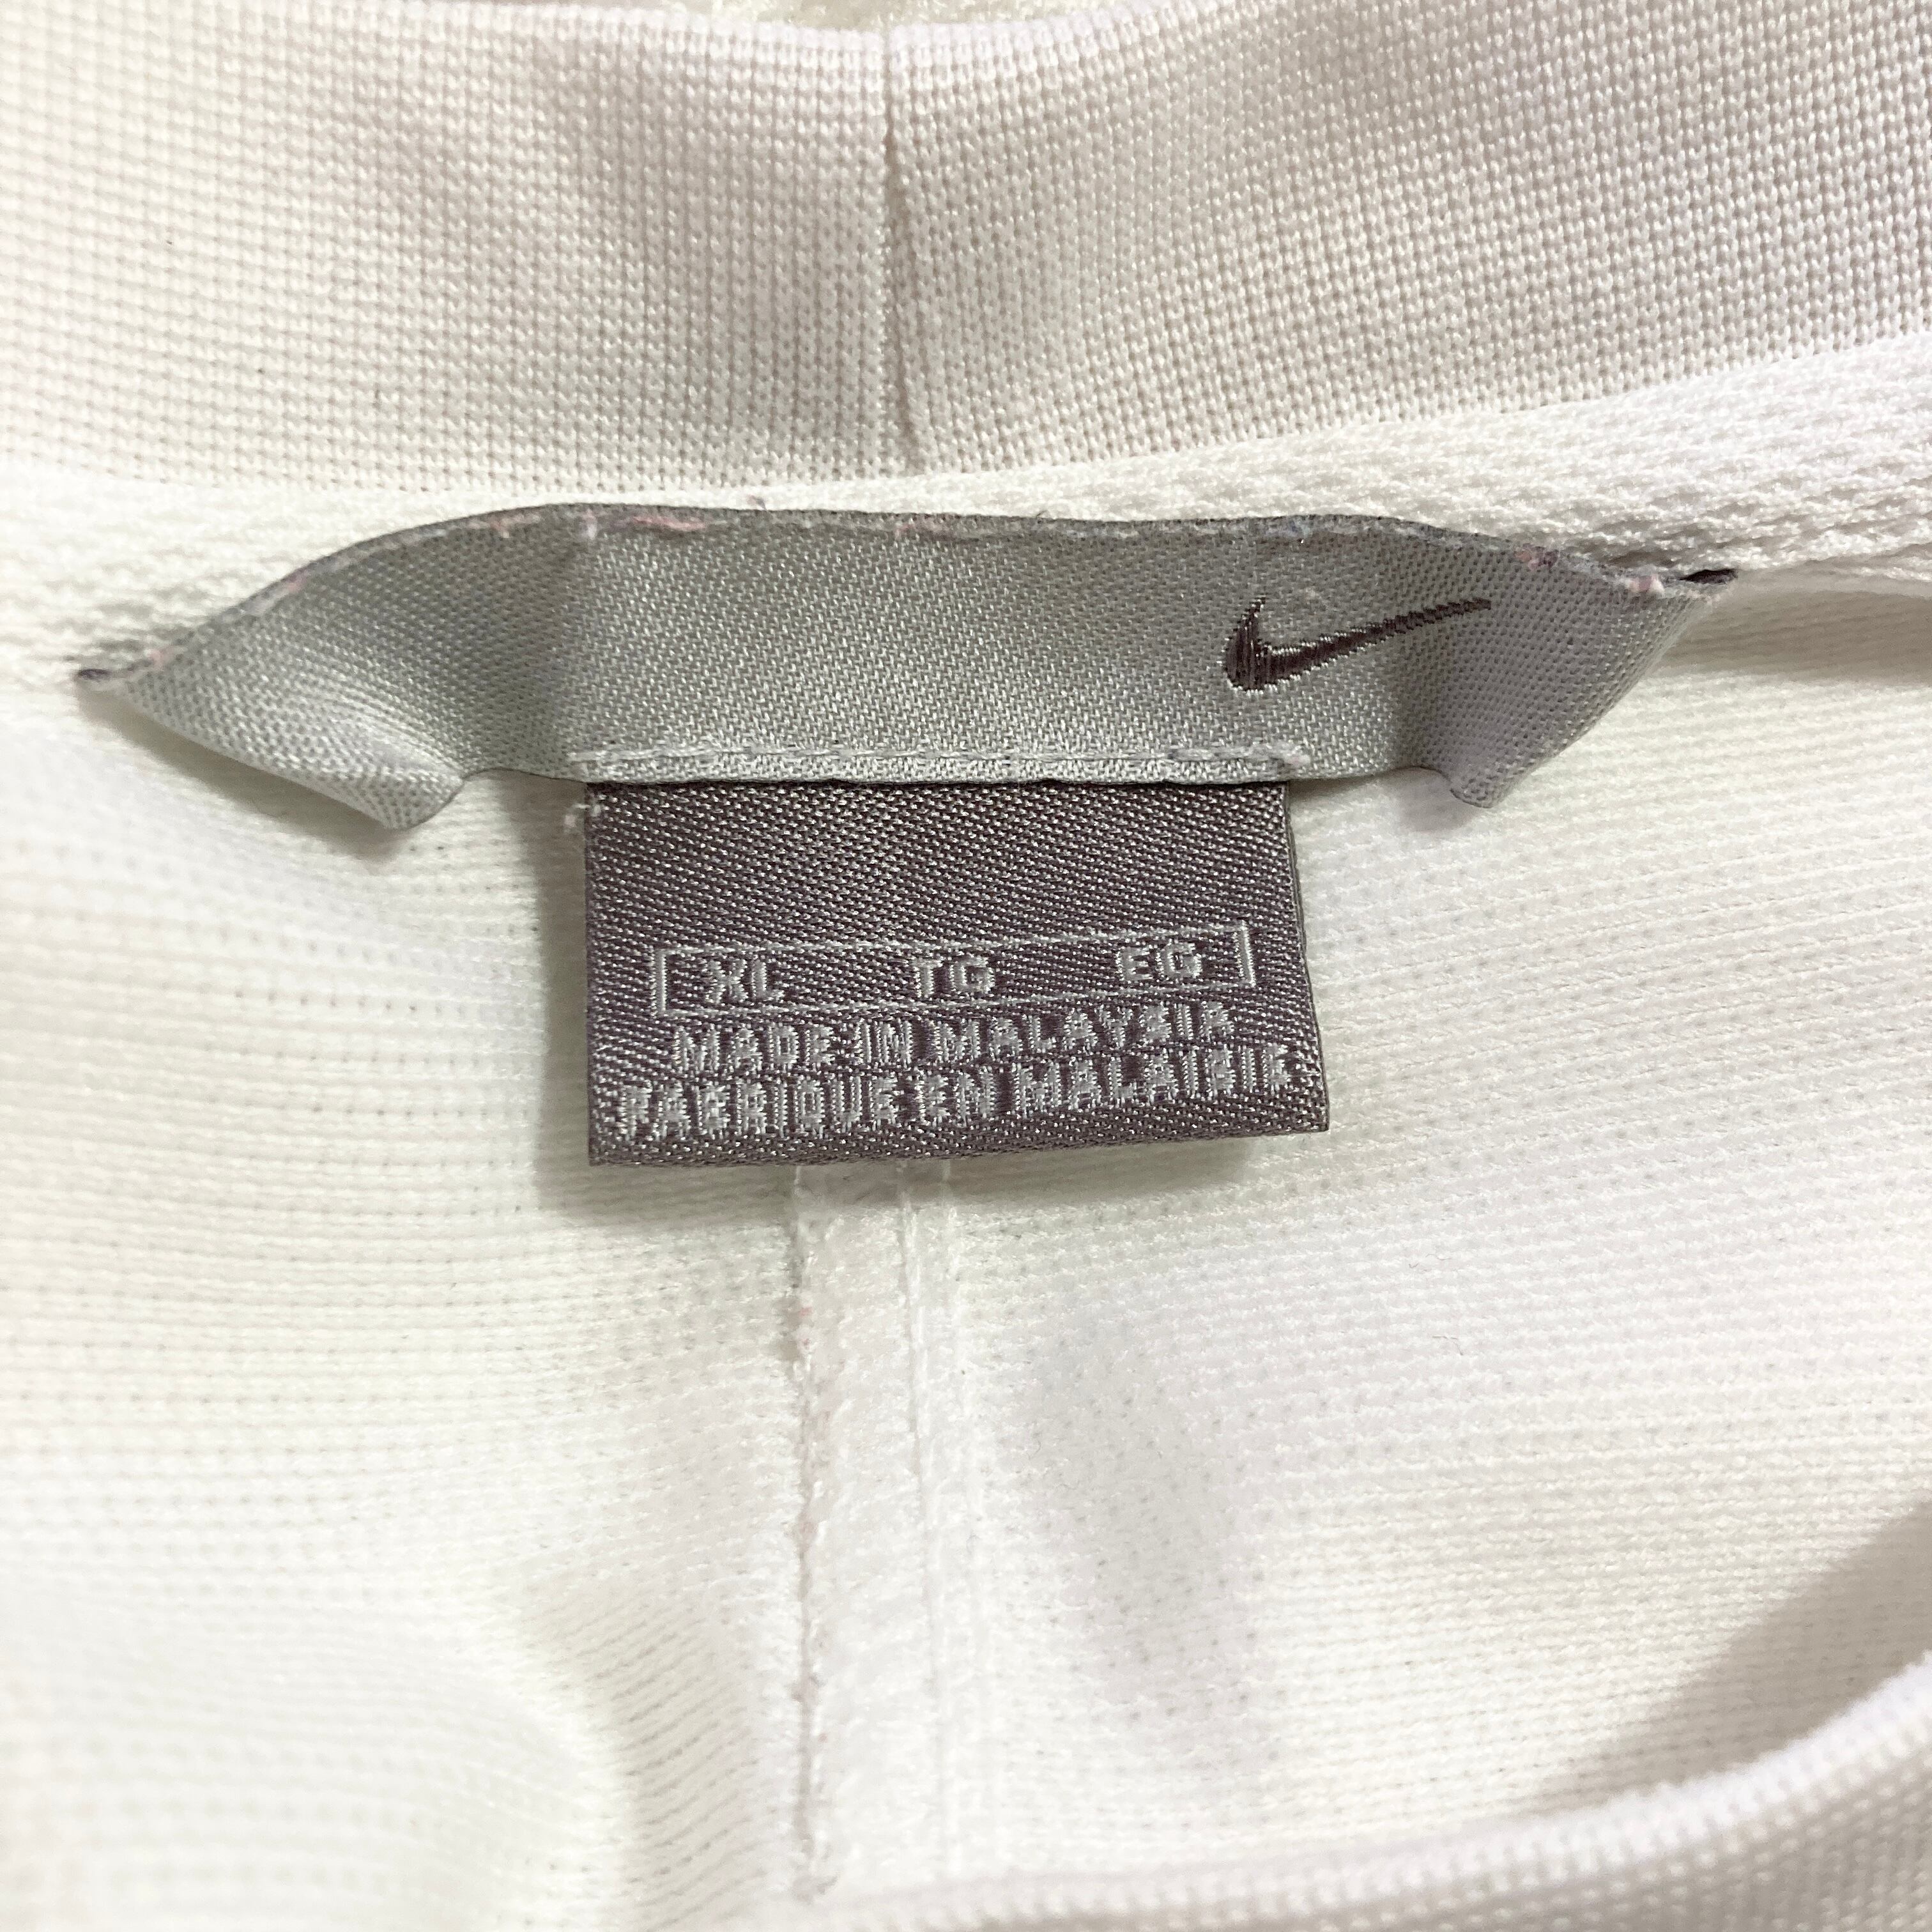 XL TG EG
MADE IN MALAYSIA
FABRIQUE EN MALAISIE